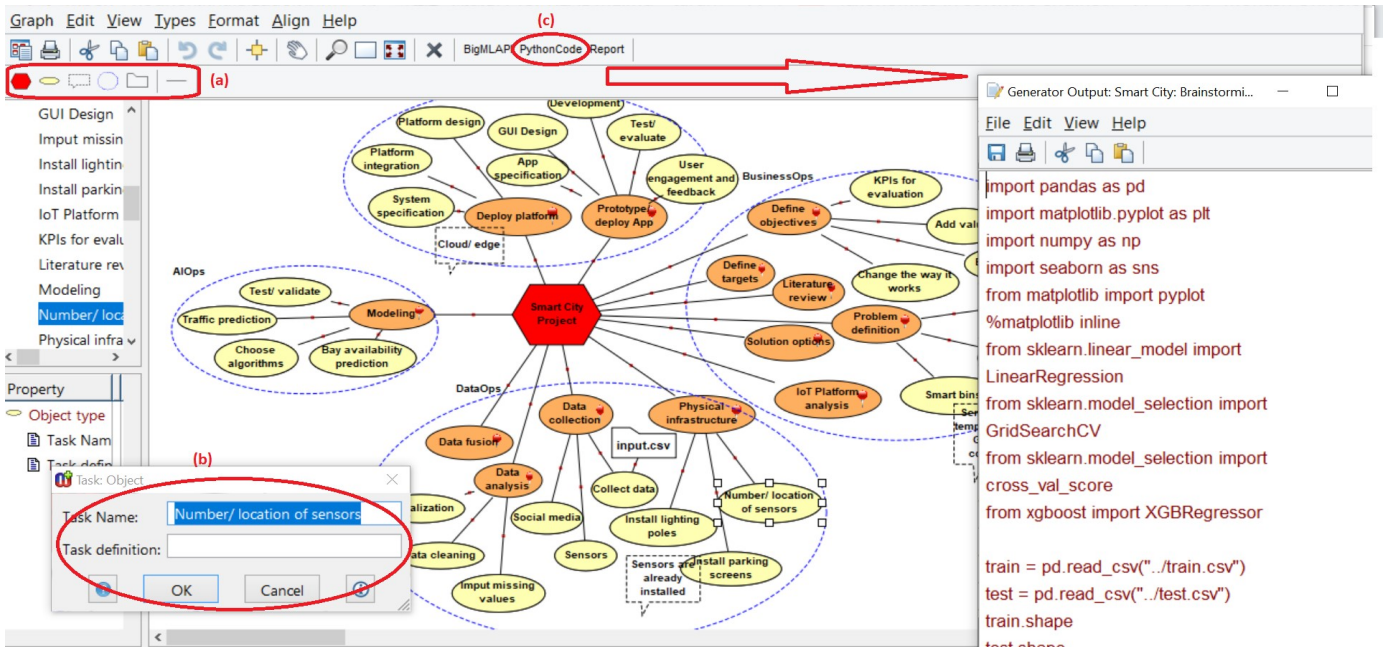 Graph Edit View Types Format Align Help
(c)
BigMLAPI PythonCode Report
(a)
GUI Design
Imput missin
Install lightin
Install parkin
IoT Platform
KPIs for evalu
Literature rev
Modeling
Number/ loca
Physical infra
Property
Object type
Task Nam
Task defin
(b)
Task: Object
Task Name: Number/ location of sensors
Task definition:
OK Cancel
Platform design
Development
GUI Design
Test/
evaluate
Platform
integration
App
specification
User
engagement and
feedback
System
specification
Deploy platform
Prototype/
deploy App
Cloud/ edge
BusinessOps
KPIs for
evaluation
Define
objectives
Add val
Define
targets
Change the way it
works
Literature
review
Problem
definition
Solution options
IoT Platform
analysis
Smart bins
AIOps
Test/ validate
Traffic prediction
Modeling
Choose
algorithms
Bay availability
prediction
Smart City
Project
DataOps
Data
collection
Physical
infrastructure
Data fusion
input.csv
Data
analysis
Collect data
Number/ location
of sensors
alization
Social media
Install lighting
poles
ata cleaning
Sensors
Sensors are
already
installed
Install parking
screens
Imput missing
values
Generator Output: Smart City: Brainstormi...
File Edit View Help
import pandas as pd
import matplotlib.pyplot as plt
import numpy as np
import seaborn as sns
from matplotlib import pyplot
%matplotlib inline
from sklearn.linear_model import
LinearRegression
from sklearn.model_selection import
GridSearchCV
from sklearn.model_selection import
cross_val_score
from xgboost import XGBRegressor
train = pd.read_csv("../train.csv")
test = pd.read_csv("../test.csv")
train.shape
test.shape